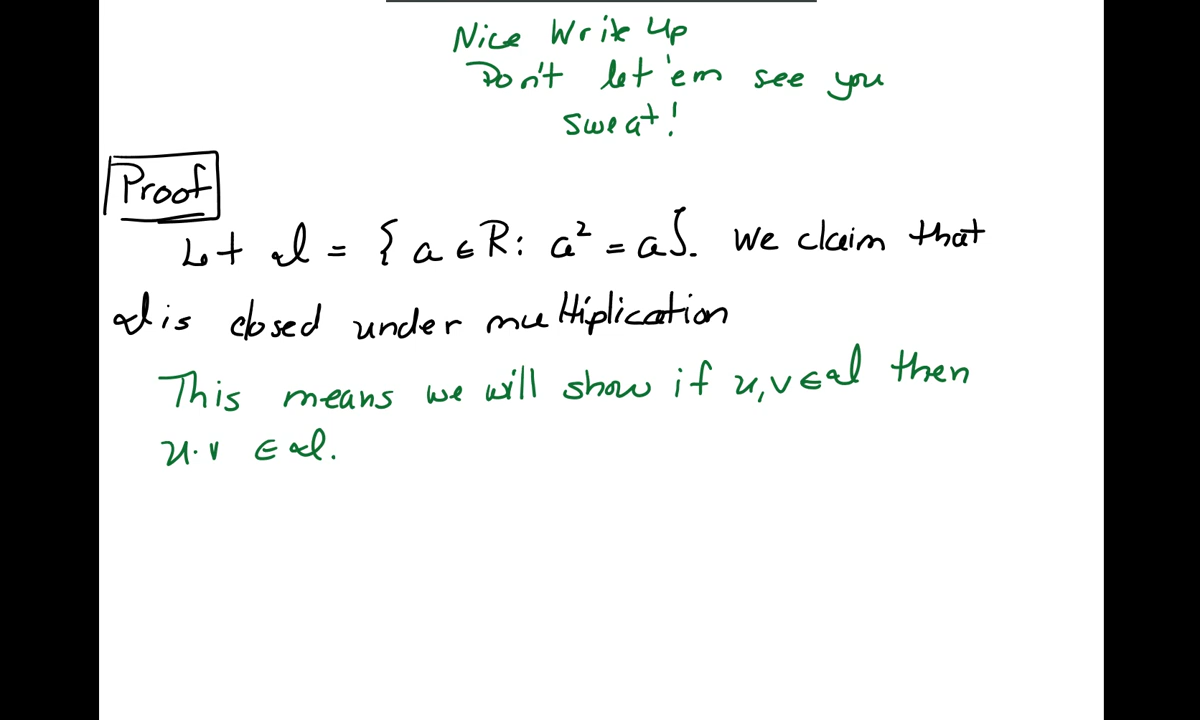 Nice Write Up
Don't let 'em see you
sweat!
Proof
Let I = { a ∈ R: a² = a}. We claim that
I is closed under multiplication
This means we will show if u, v ∈ I then
u·v ∈ I.